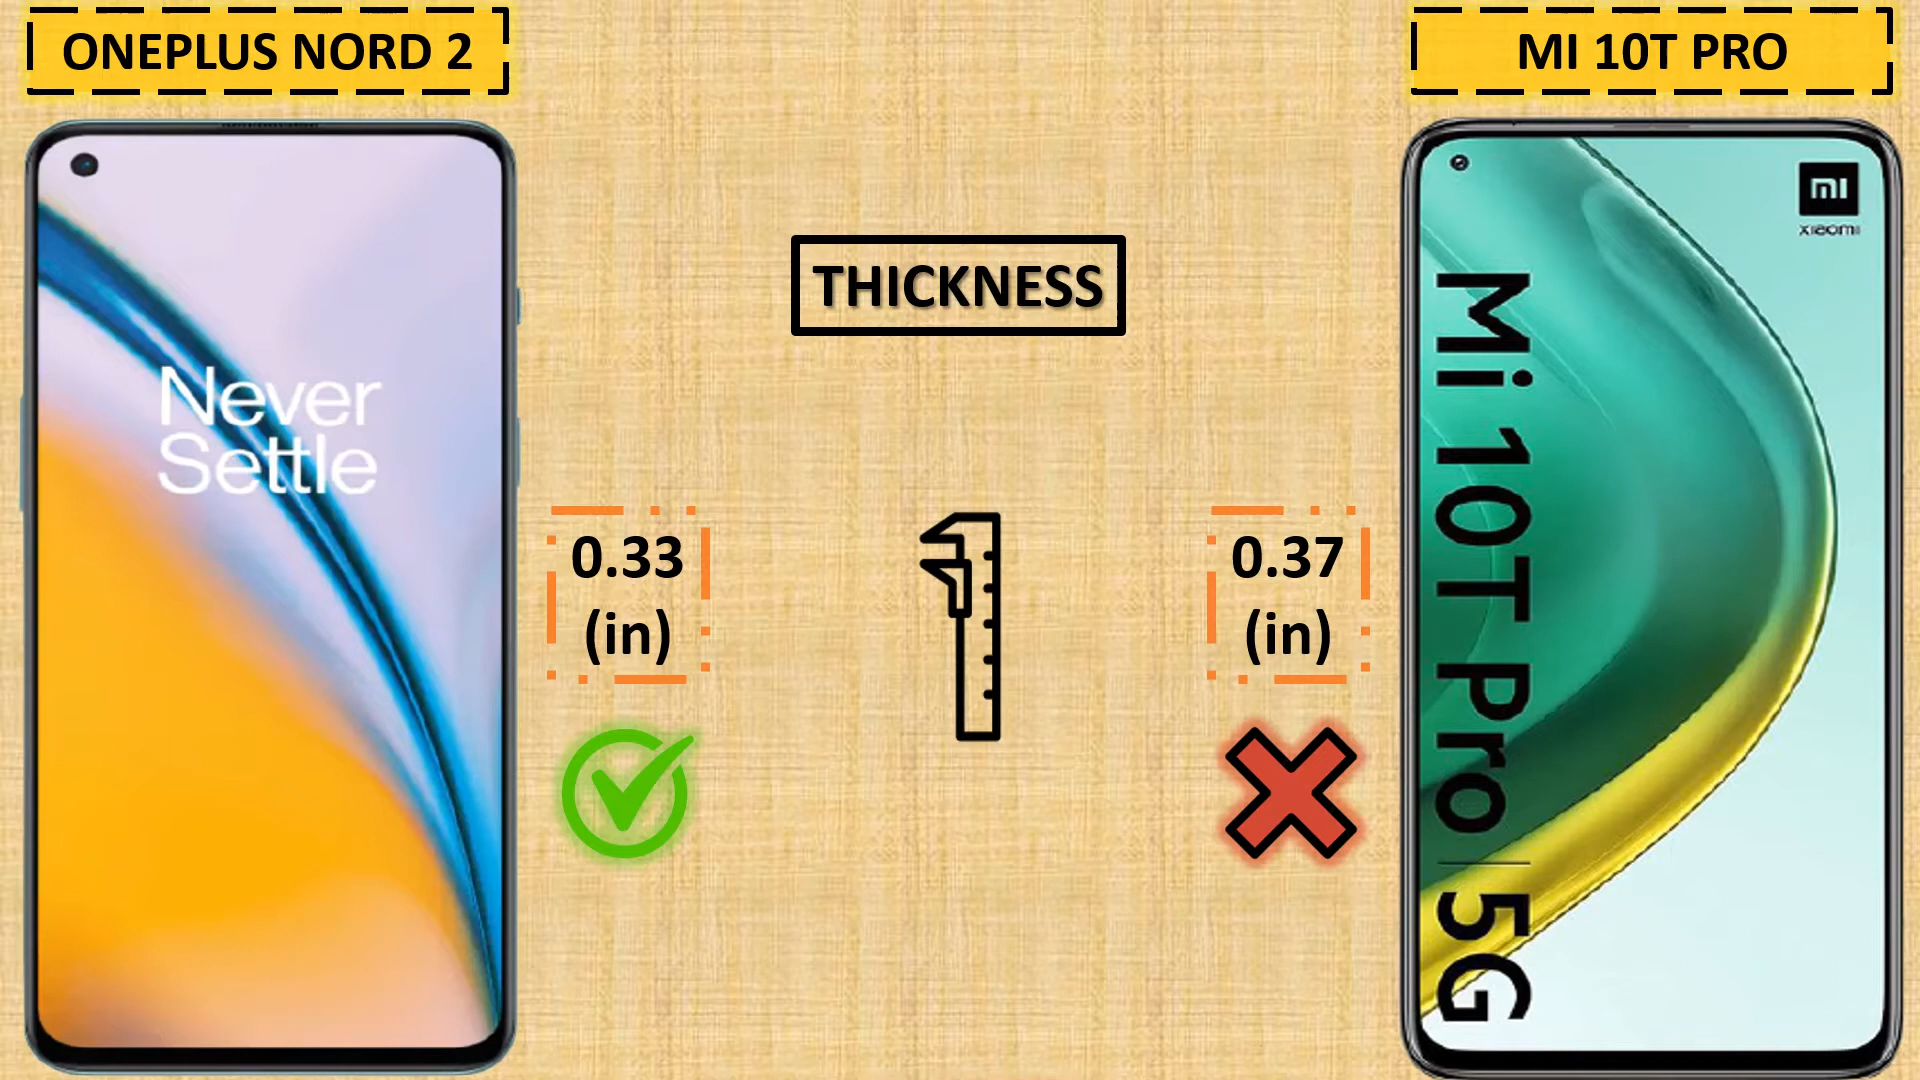 ONEPLUS NORD 2
MI 10T PRO
Never
Settle
THICKNESS
0.33
(in)
0.37
(in)
mi
xiaomi
Mi 10T Pro | 5G